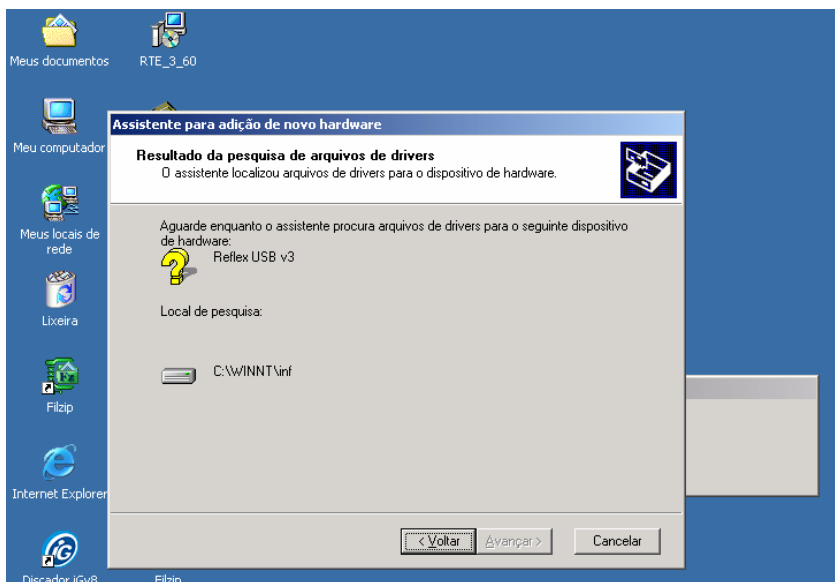 Meus documentos
RTE_3_60
Meu computador
Meus locais de
rede
Lixeira
Filzip
Internet Explorer
Discador iGv8
Filzip
Assistente para adição de novo hardware
Resultado da pesquisa de arquivos de drivers
O assistente localizou arquivos de drivers para o dispositivo de hardware.
Aguarde enquanto o assistente procura arquivos de drivers para o seguinte dispositivo
de hardware:
Reflex USB v3
Local de pesquisa:
C:\WINNT\inf
< Voltar
Avançar >
Cancelar